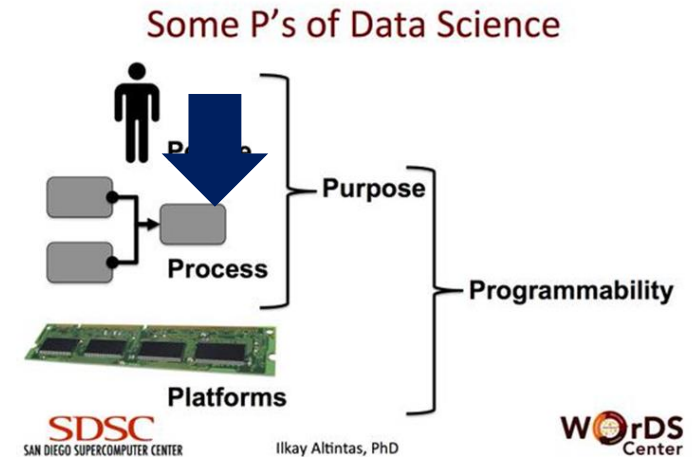 Some P's of Data Science
Purpose
Process
Programmability
Platforms
SDSC
SAN DIEGO SUPERCOMPUTER CENTER
Ilkay Altintas, PhD
WOrDS
Center